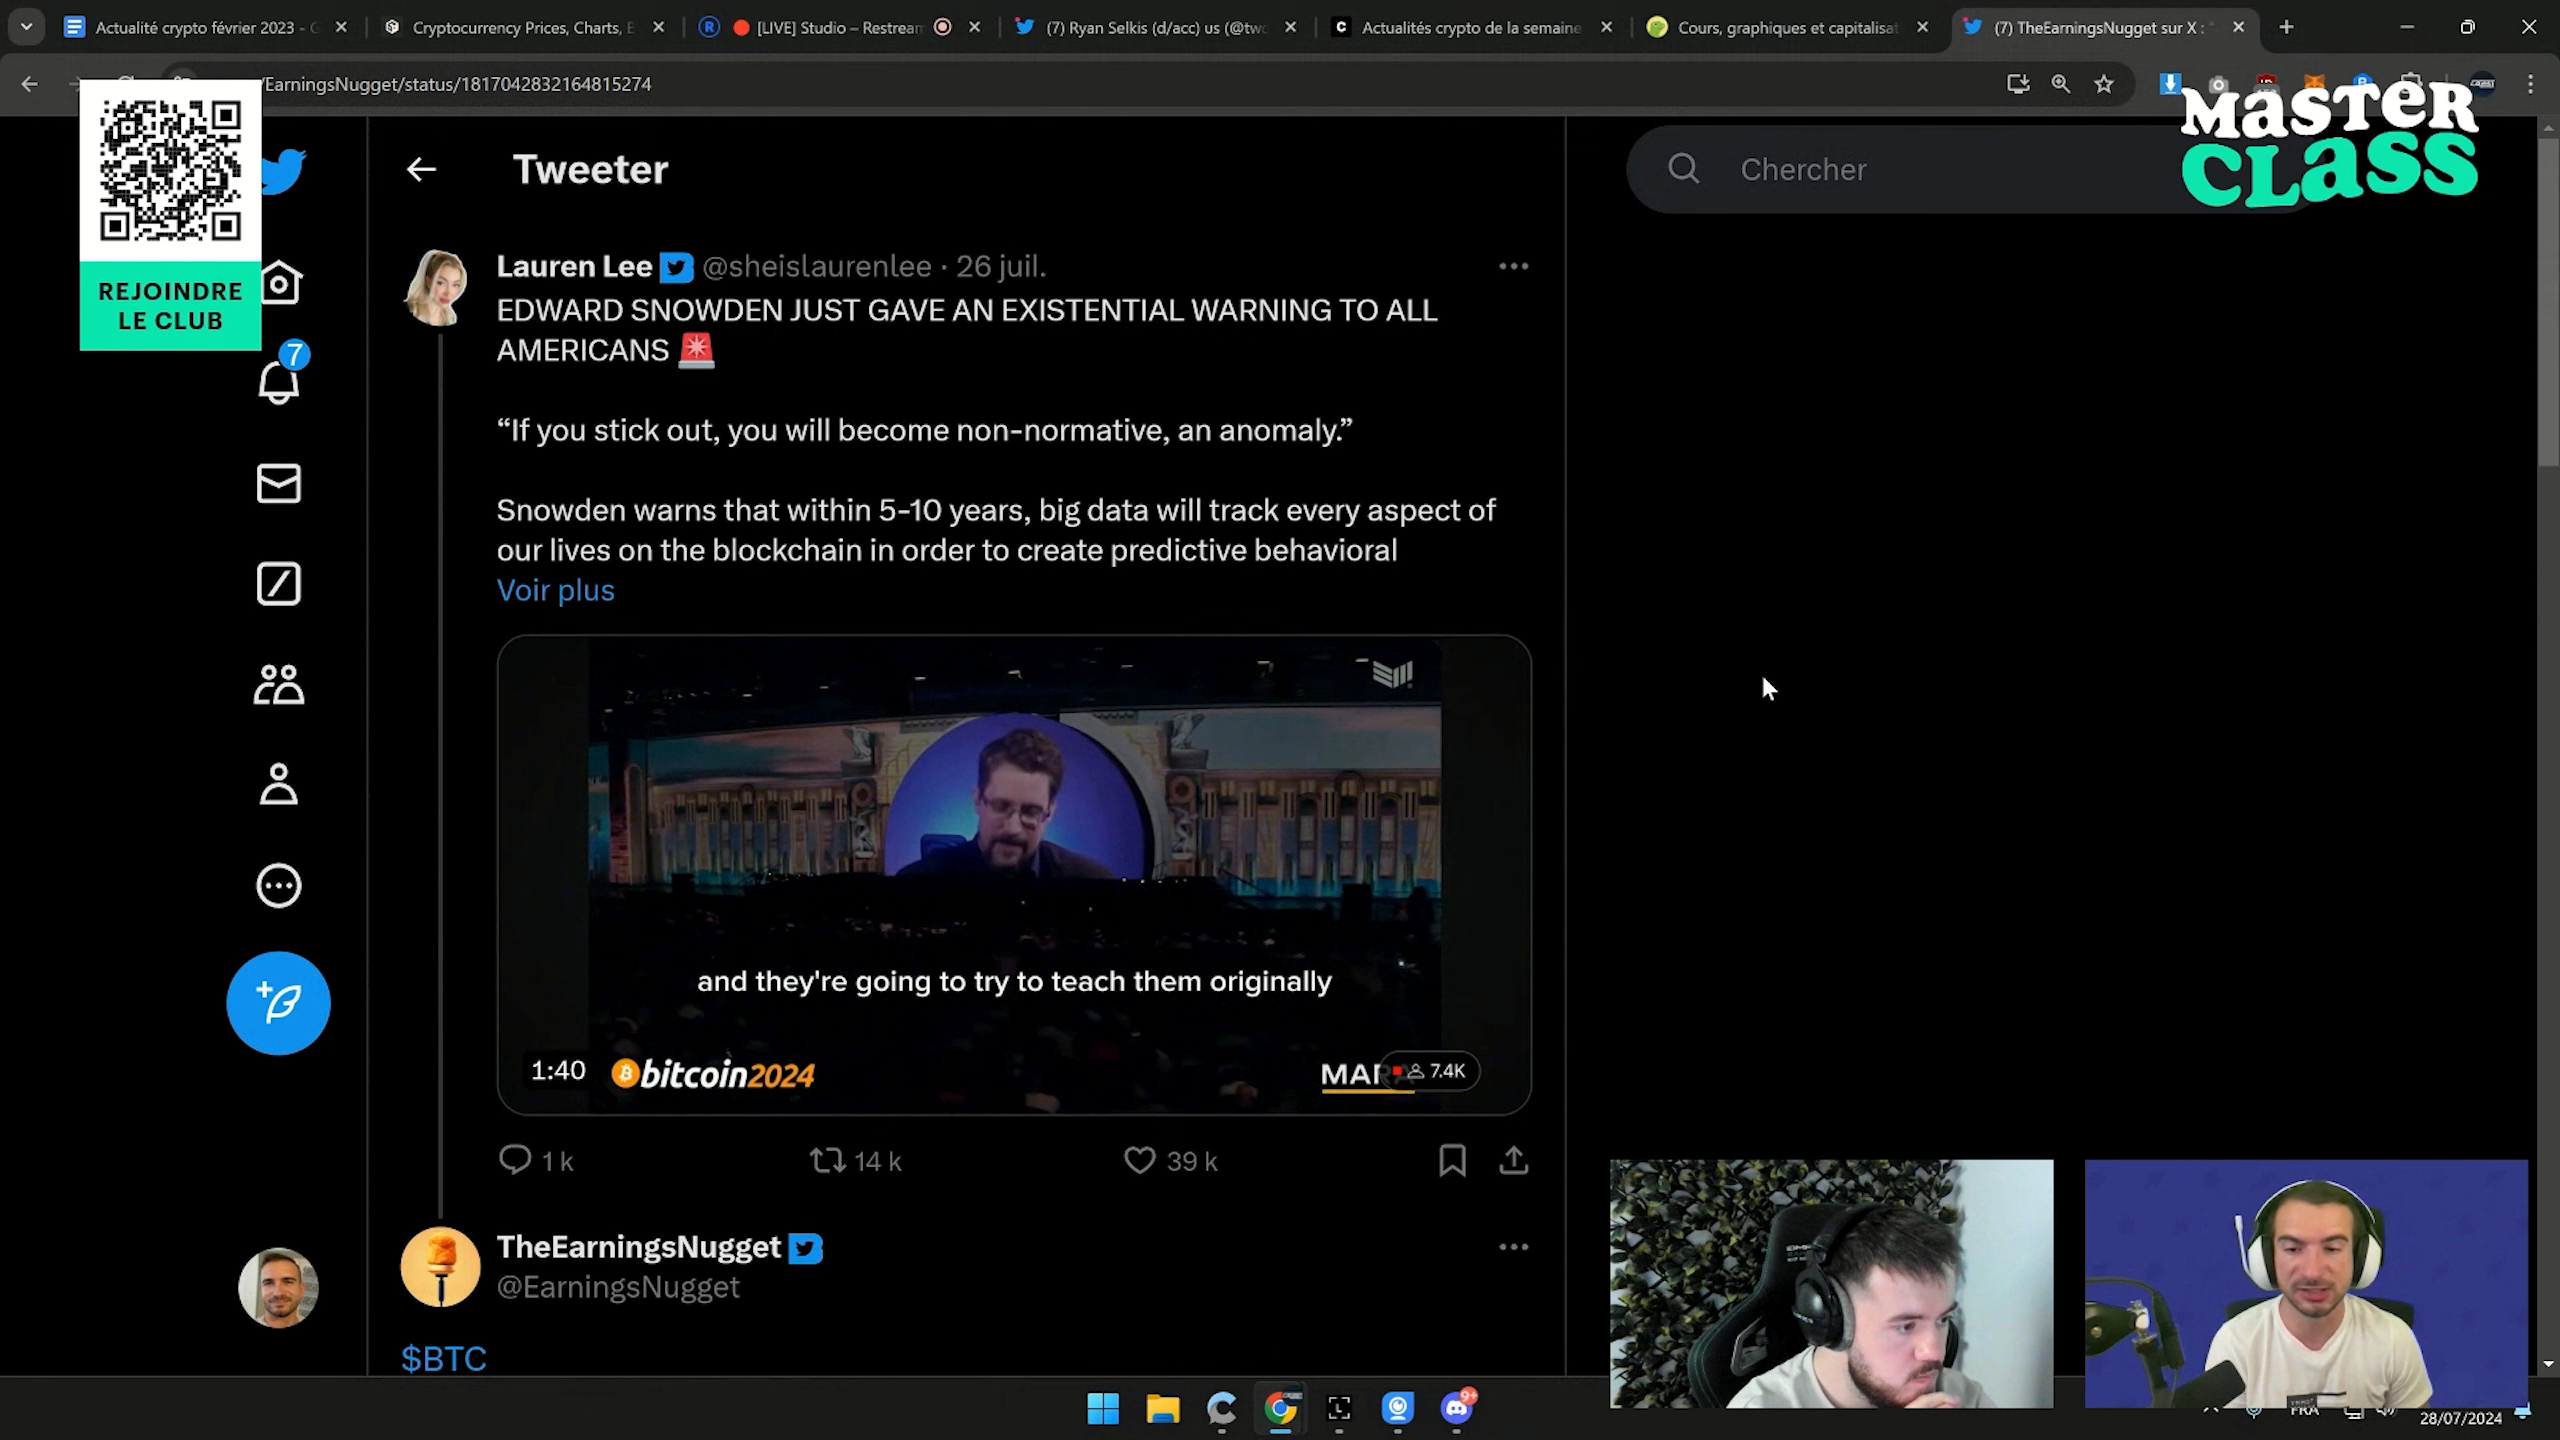 Actualité crypto février 2023 - G
Cryptocurrency Prices, Charts, E
[LIVE] Studio – Restream
(7) Ryan Selkis (d/acc) us (@twc
Actualités crypto de la semaine
Cours, graphiques et capitalisat
(7) TheEarningsNugget sur X : "
/EarningsNugget/status/1817042832164815274
MASTER
CLASS
REJOINDRE
LE CLUB
7
Tweeter
Chercher
Lauren Lee @sheislaurenlee · 26 juil.
EDWARD SNOWDEN JUST GAVE AN EXISTENTIAL WARNING TO ALL
AMERICANS
“If you stick out, you will become non-normative, an anomaly.”
Snowden warns that within 5-10 years, big data will track every aspect of
our lives on the blockchain in order to create predictive behavioral
Voir plus
and they're going to try to teach them originally
1:40
bitcoin2024
MARA
7.4K
1 k
14 k
39 k
TheEarningsNugget
@EarningsNugget
$BTC
9+
FRA
28/07/2024